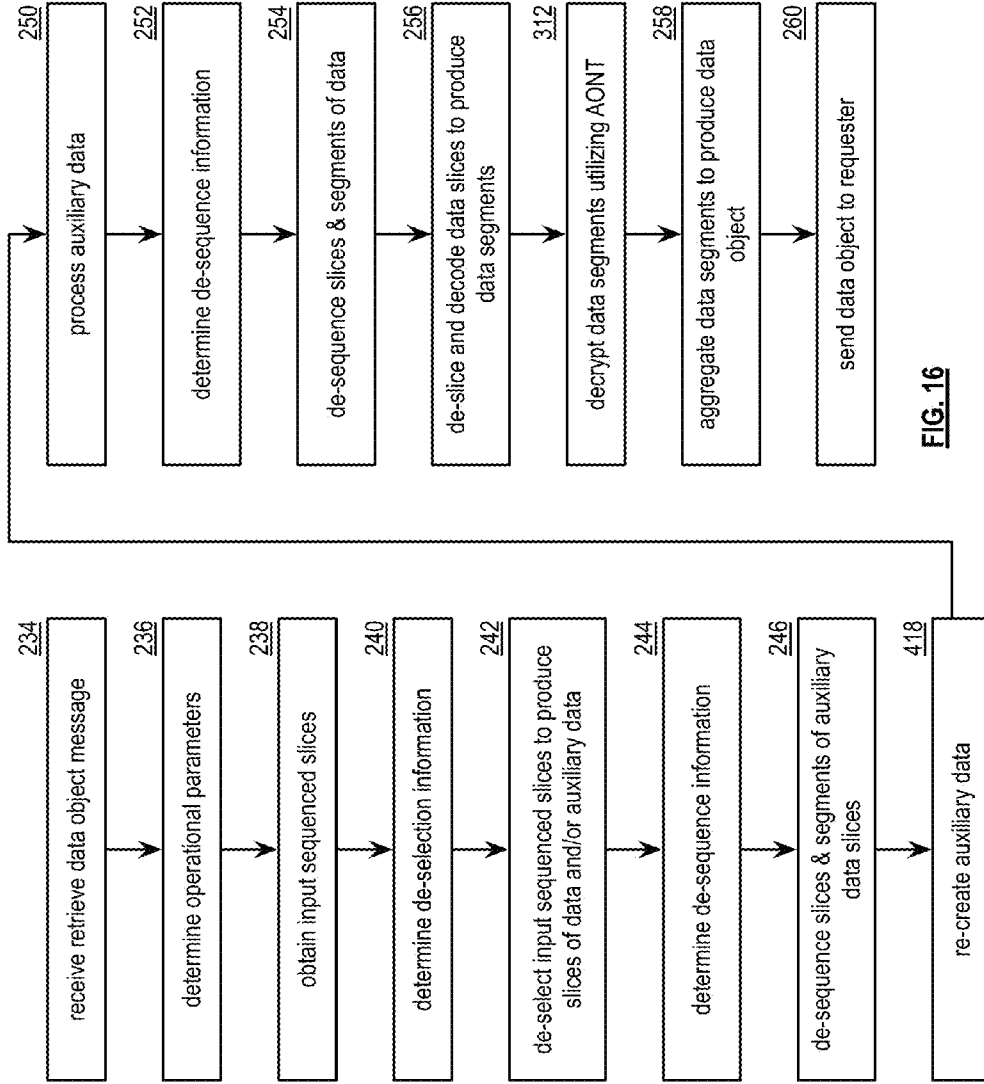 234
receive retrieve data object message
236
determine operational parameters
238
obtain input sequenced slices
240
determine de-selection information
242
de-select input sequenced slices to produce
slices of data and/or auxiliary data
244
determine de-sequence information
246
de-sequence slices & segments of auxiliary
data slices
418
re-create auxiliary data
250
process auxiliary data
252
determine de-sequence information
254
de-sequence slices & segments of data
256
de-slice and decode data slices to produce
data segments
312
decrypt data segments utilizing AONT
258
aggregate data segments to produce data
object
260
send data object to requester
FIG. 16